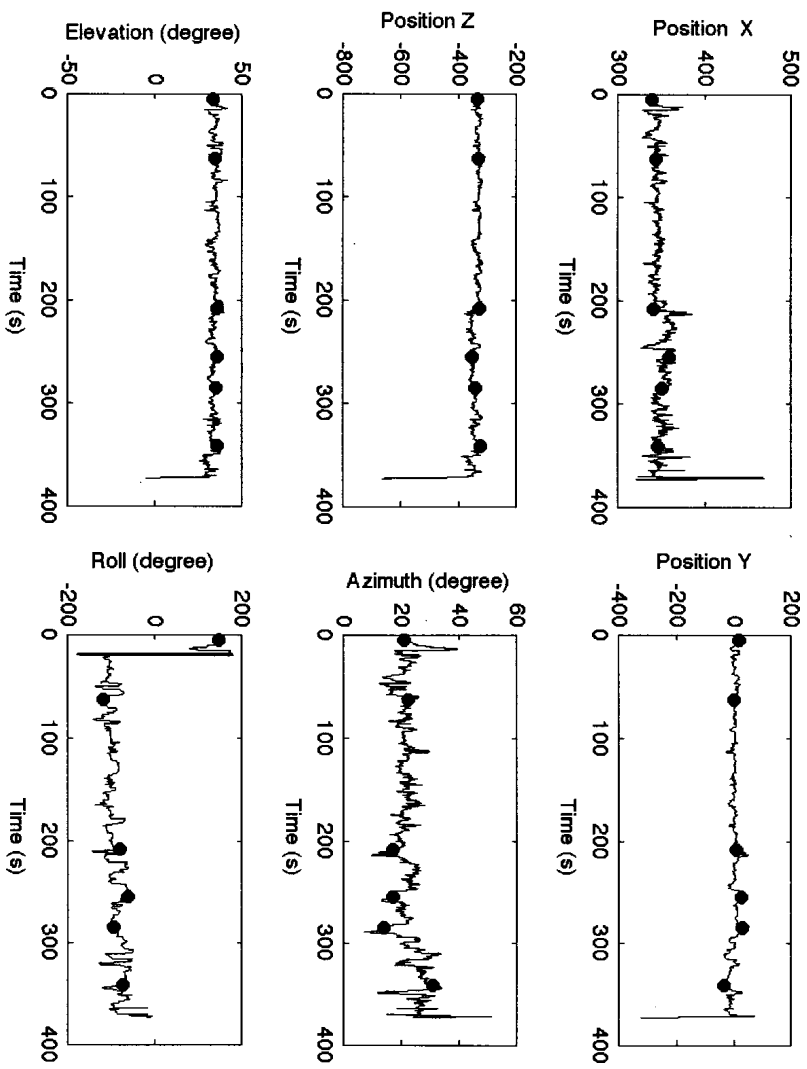 Position X
500
400
300
0 100 200 300 400
Time (s)
Position Y
200
0
-200
-400
0 100 200 300 400
Time (s)
Position Z
-200
-400
-600
-800
0 100 200 300 400
Time (s)
Azimuth (degree)
60
40
20
0
0 100 200 300 400
Time (s)
Elevation (degree)
50
0
-50
0 100 200 300 400
Time (s)
Roll (degree)
200
0
-200
0 100 200 300 400
Time (s)